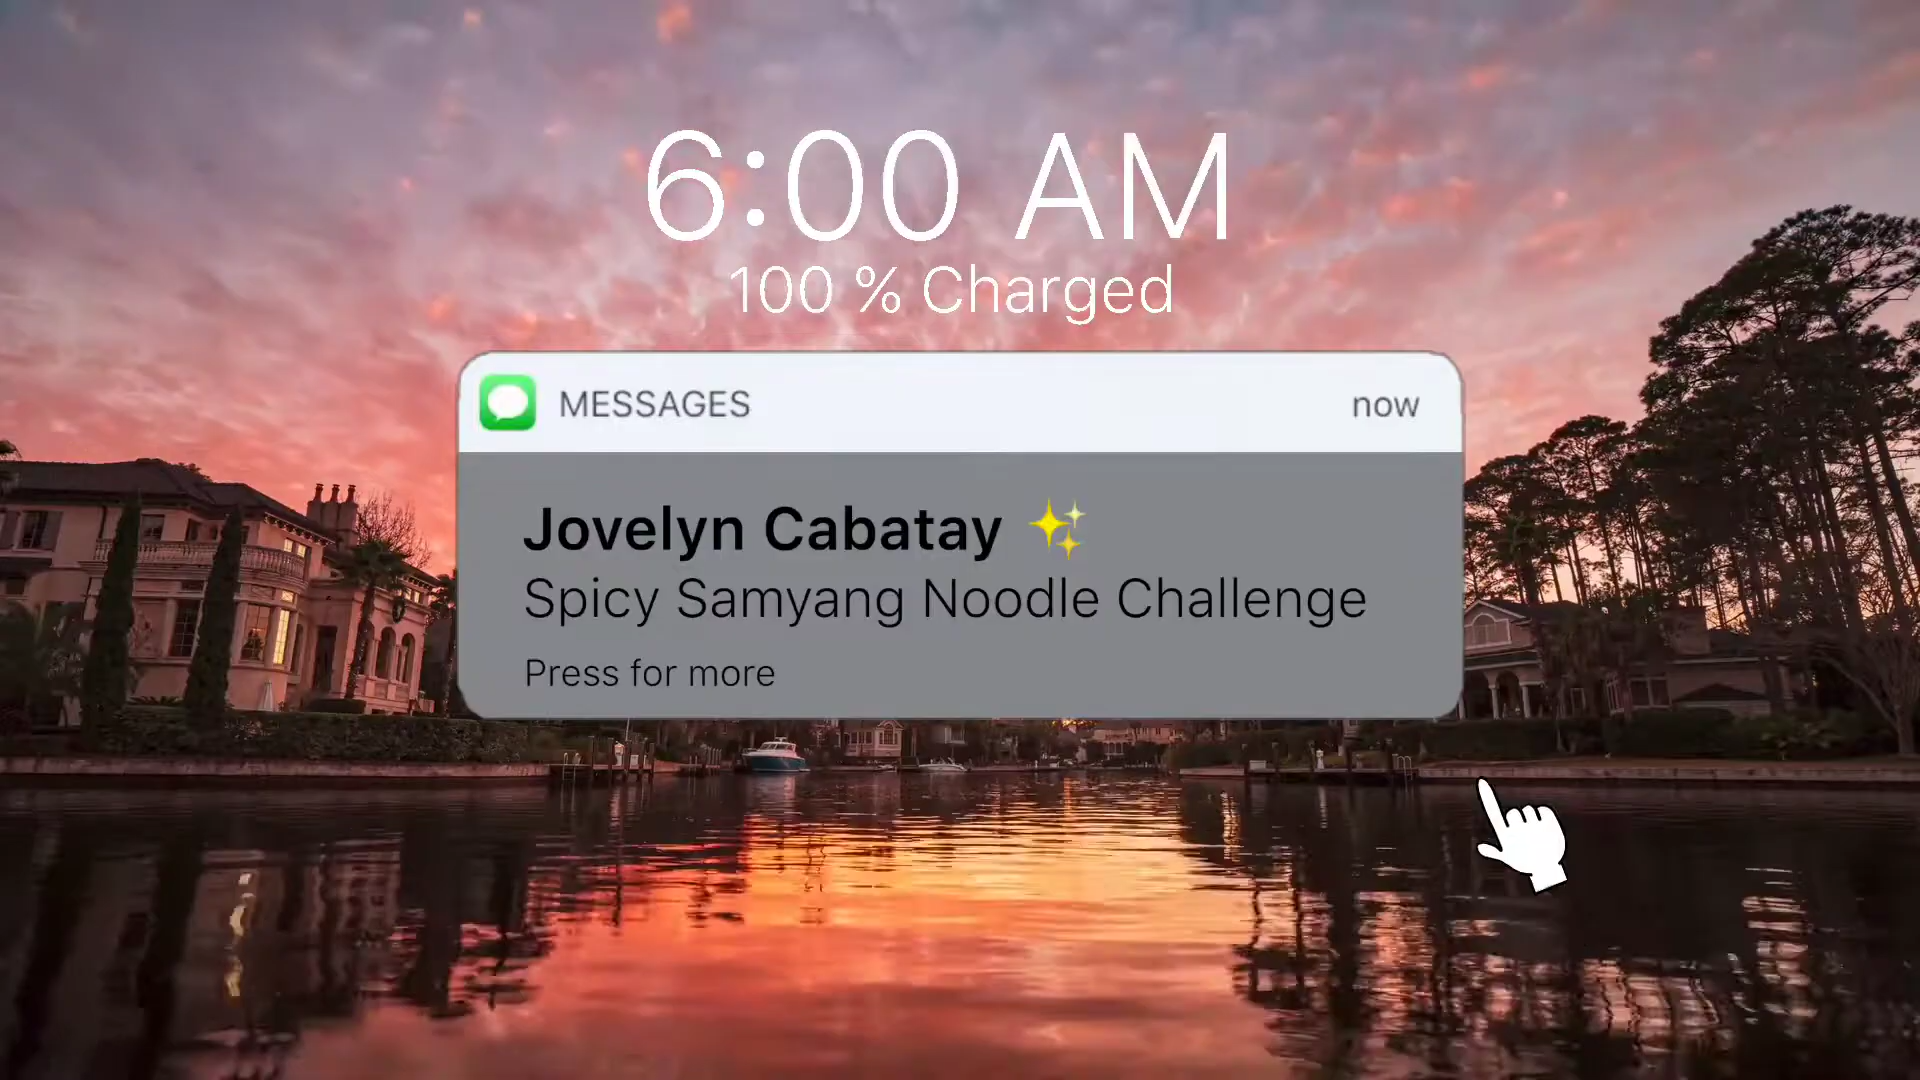 6:00 AM
100 % Charged
MESSAGES
now
Jovelyn Cabatay ✨
Spicy Samyang Noodle Challenge
Press for more